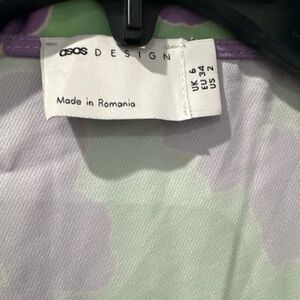 asos DESIGN
Made in Romania
UK 6
EU 34
US 2